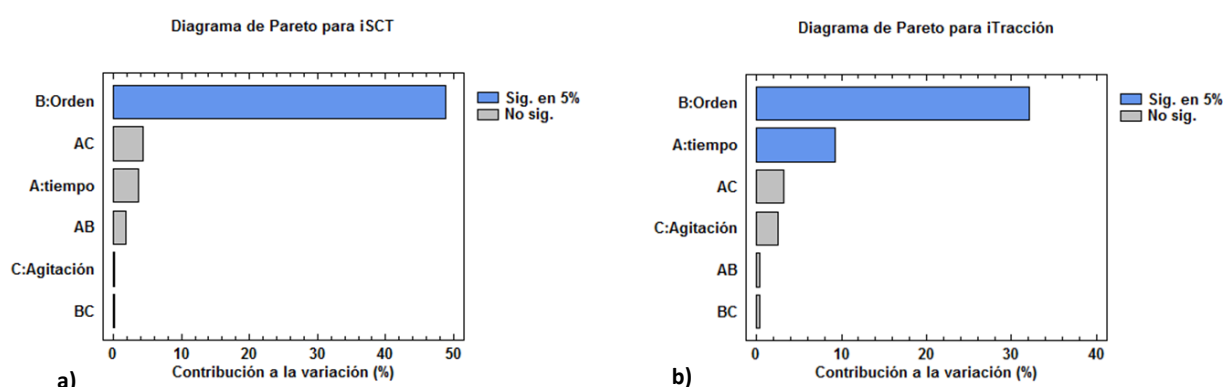 Diagrama de Pareto para iSCT
B:Orden
AC
A:tiempo
AB
C:Agitación
BC
0 10 20 30 40 50
Contribución a la variación (%)
Sig. en 5%
No sig.
a)
Diagrama de Pareto para iTracción
B:Orden
A:tiempo
AC
C:Agitación
AB
BC
0 10 20 30 40
Contribución a la variación (%)
Sig. en 5%
No sig.
b)